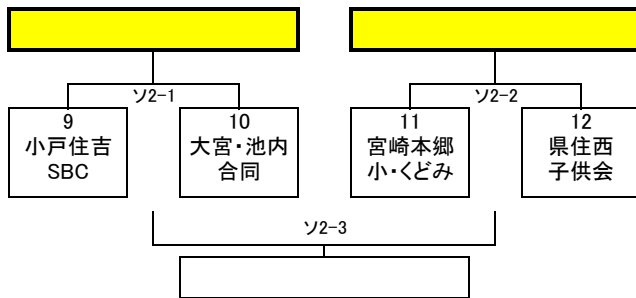 ソ2-1
ソ2-2
9
小戸住吉
SBC
10
大宮・池内
合同
11
宮崎本郷
小・くどみ
12
県住西
子供会
ソ2-3